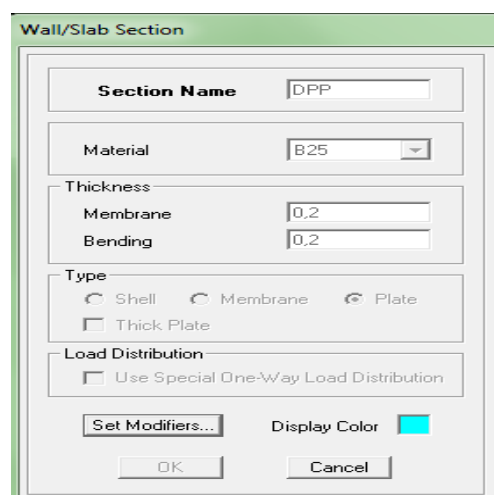 Wall/Slab Section
Section Name DPP
Material B25
Thickness
Membrane 0,2
Bending 0,2
Type
Shell Membrane Plate
Thick Plate
Load Distribution
Use Special One-Way Load Distribution
Set Modifiers... Display Color
OK Cancel